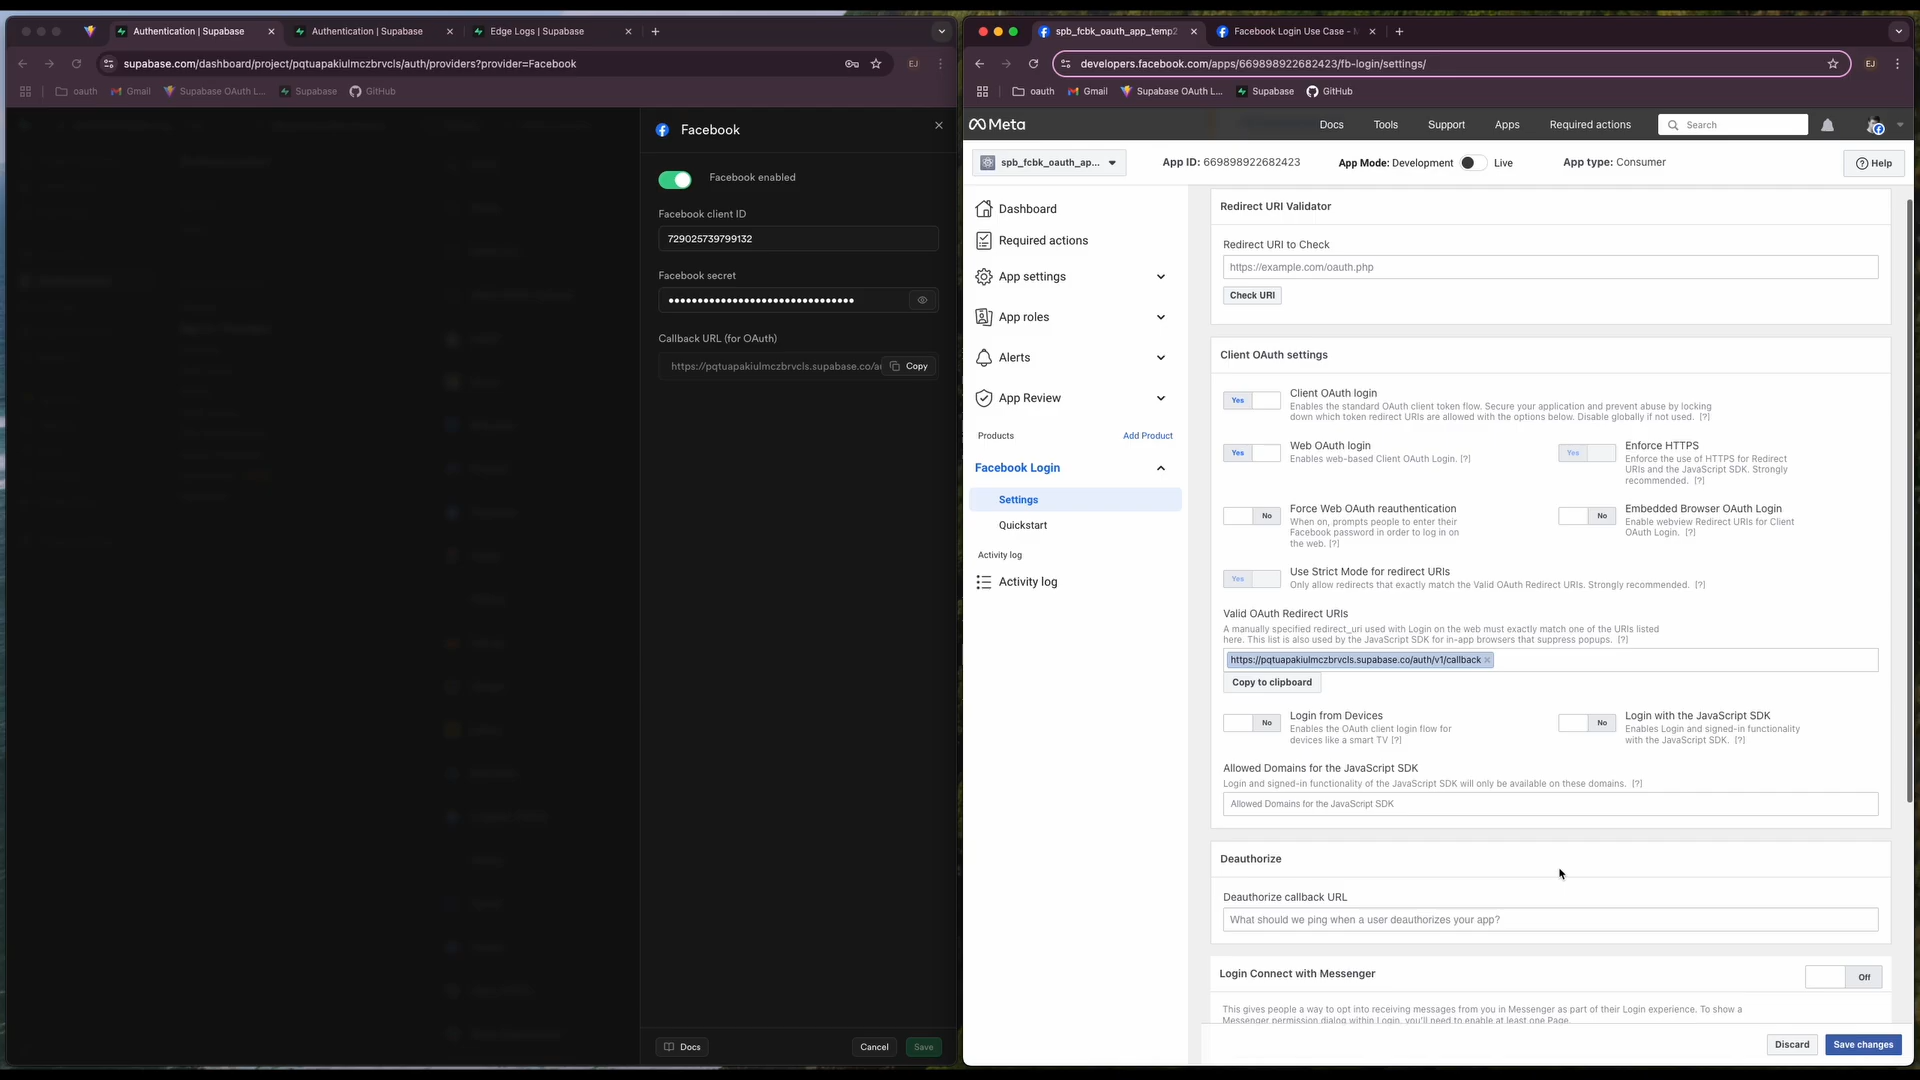 Authentication | Supabase
Authentication | Supabase
Edge Logs | Supabase
supabase.com/dashboard/project/pqtuapakiulmczbrvcls/auth/providers?provider=Facebook
EJ
oauth
Gmail
Supabase OAuth L...
Supabase
GitHub
Facebook
Facebook enabled
Facebook client ID
729025739799132
Facebook secret
••••••••••••••••••••••••••••••••
Callback URL (for OAuth)
https://pqtuapakiulmczbrvcls.supabase.co/a
Copy
Docs
Cancel
Save
spb_fcbk_oauth_app_temp2
Facebook Login Use Case -
developers.facebook.com/apps/669898922682423/fb-login/settings/
EJ
oauth
Gmail
Supabase OAuth L...
Supabase
GitHub
Meta
Docs
Tools
Support
Apps
Required actions
Search
spb_fcbk_oauth_ap...
App ID: 669898922682423
App Mode: Development
Live
App type: Consumer
Help
Dashboard
Required actions
App settings
App roles
Alerts
App Review
Products
Add Product
Facebook Login
Settings
Quickstart
Activity log
Activity log
Redirect URI Validator
Redirect URI to Check
https://example.com/oauth.php
Check URI
Client OAuth settings
Yes
Client OAuth login
Enables the standard OAuth client token flow. Secure your application and prevent abuse by locking
down which token redirect URIs are allowed with the options below. Disable globally if not used. [?]
Yes
Web OAuth login
Enables web-based Client OAuth Login. [?]
Yes
Enforce HTTPS
Enforce the use of HTTPS for Redirect
URIs and the JavaScript SDK. Strongly
recommended. [?]
No
Force Web OAuth reauthentication
When on, prompts people to enter their
Facebook password in order to log in on
the web. [?]
No
Embedded Browser OAuth Login
Enable webview Redirect URIs for Client
OAuth Login. [?]
Yes
Use Strict Mode for redirect URIs
Only allow redirects that exactly match the Valid OAuth Redirect URIs. Strongly recommended. [?]
Valid OAuth Redirect URIs
A manually specified redirect_uri used with Login on the web must exactly match one of the URIs listed
here. This list is also used by the JavaScript SDK for in-app browsers that suppress popups. [?]
https://pqtuapakiulmczbrvcls.supabase.co/auth/v1/callback
Copy to clipboard
No
Login from Devices
Enables the OAuth client login flow for
devices like a smart TV [?]
No
Login with the JavaScript SDK
Enables Login and signed-in functionality
with the JavaScript SDK. [?]
Allowed Domains for the JavaScript SDK
Login and signed-in functionality of the JavaScript SDK will only be available on these domains. [?]
Allowed Domains for the JavaScript SDK
Deauthorize
Deauthorize callback URL
What should we ping when a user deauthorizes your app?
Login Connect with Messenger
Off
This gives people a way to opt into receiving messages from you in Messenger as part of their Login experience. To show a
Messenger permission dialog within Login, you'll need to enable at least one Page.
Discard
Save changes